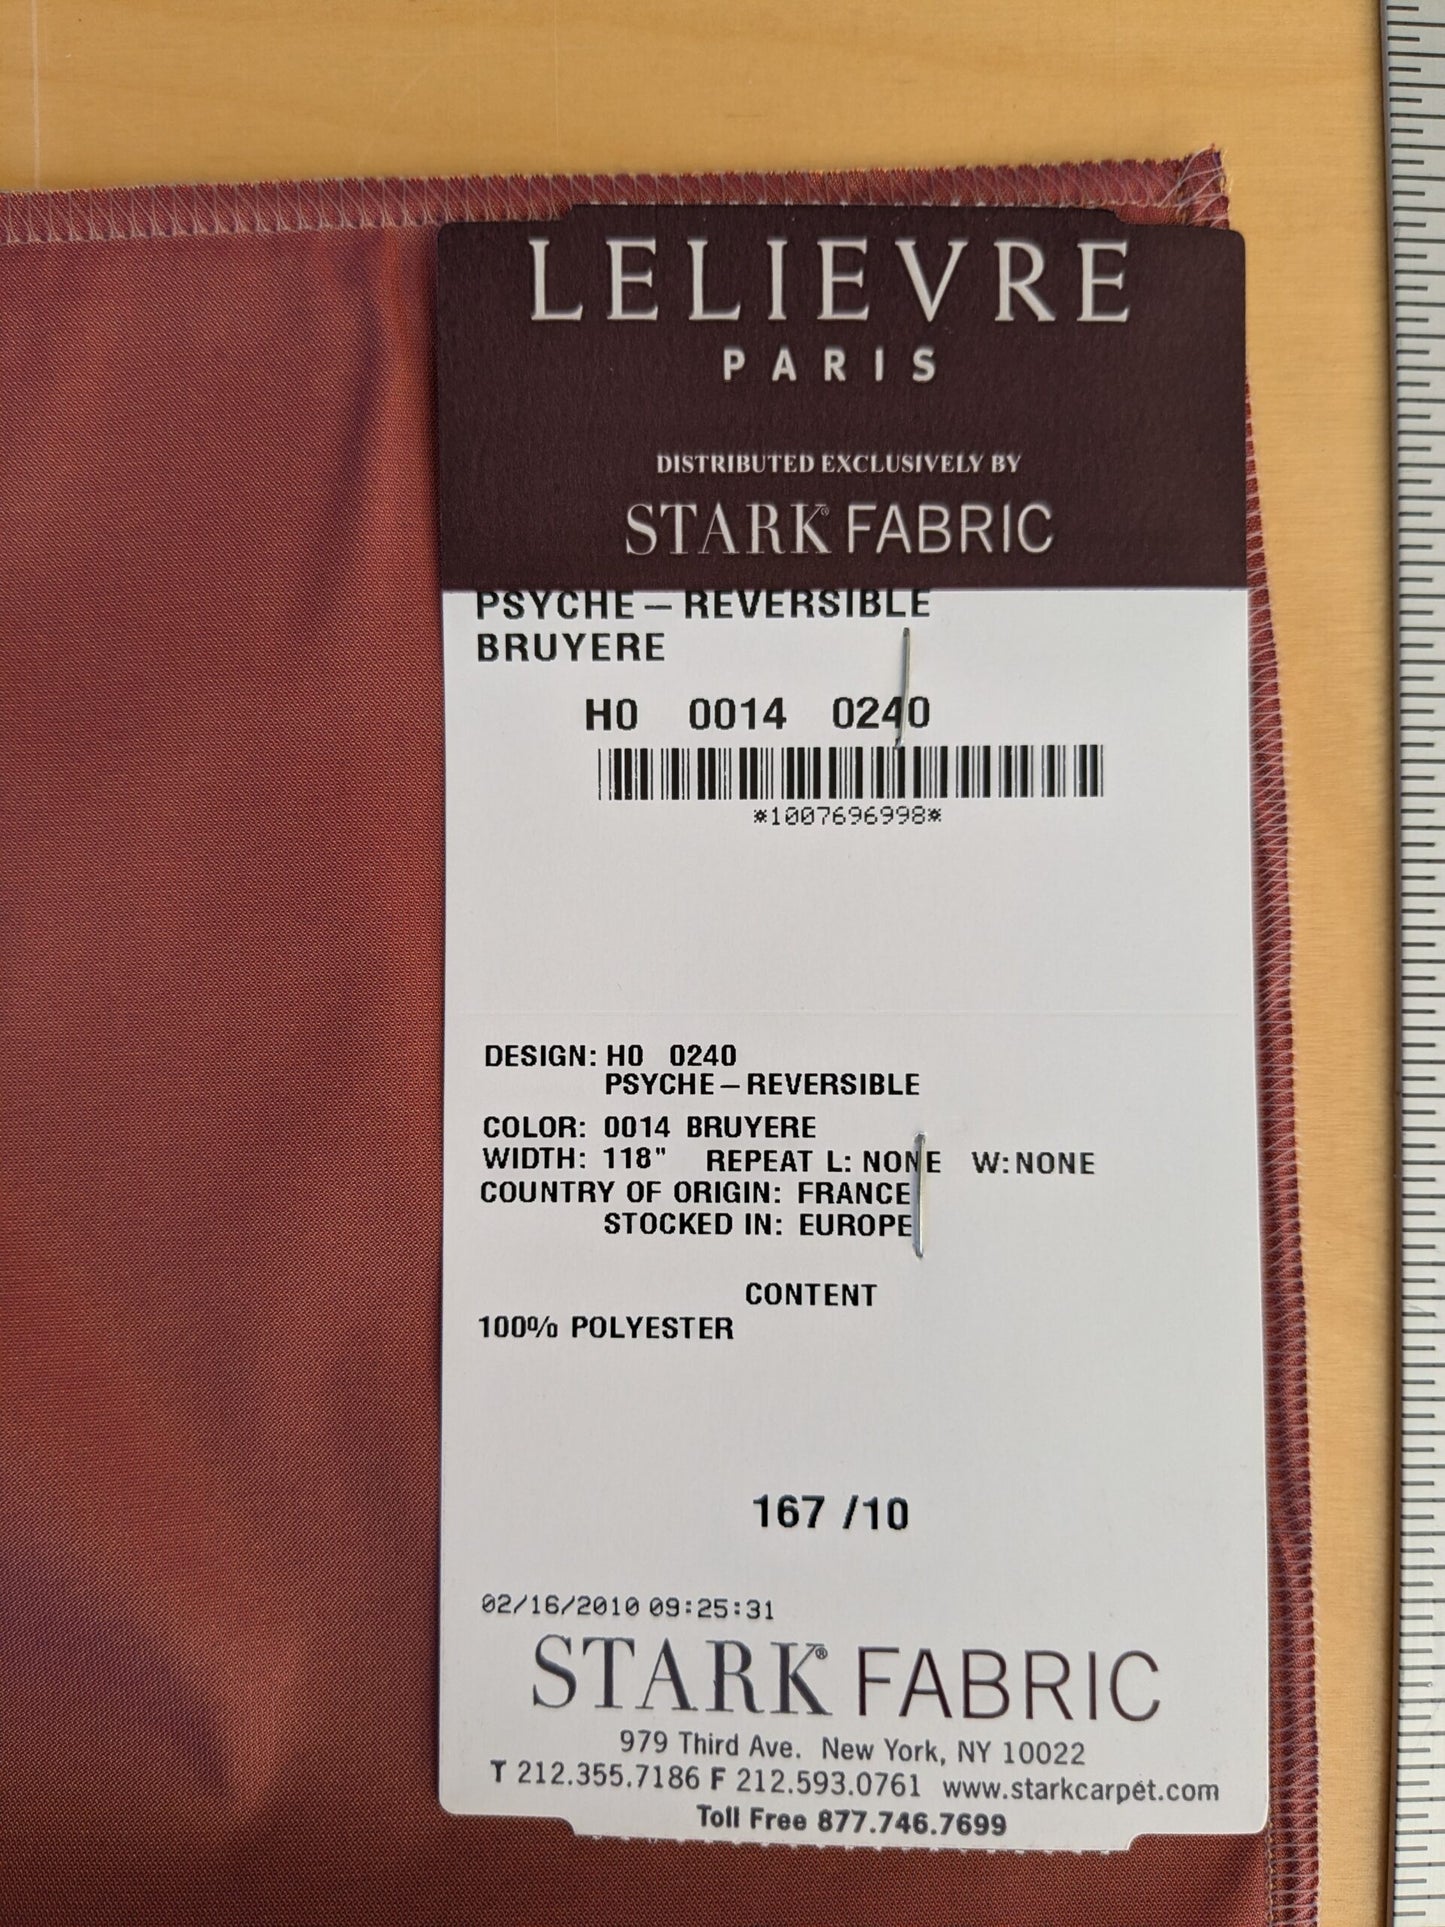 LELIEVRE
PARIS
DISTRIBUTED EXCLUSIVELY BY
STARK® FABRIC
PSYCHE – REVERSIBLE
BRUYERE
H0 0014 0240
*1007696998*
DESIGN: H0 0240
PSYCHE – REVERSIBLE
COLOR: 0014 BRUYERE
WIDTH: 118" REPEAT L: NONE W: NONE
COUNTRY OF ORIGIN: FRANCE
STOCKED IN: EUROPE
CONTENT
100% POLYESTER
167 /10
02/16/2010 09:25:31
STARK® FABRIC
979 Third Ave. New York, NY 10022
T 212.355.7186 F 212.593.0761 www.starkcarpet.com
Toll Free 877.746.7699